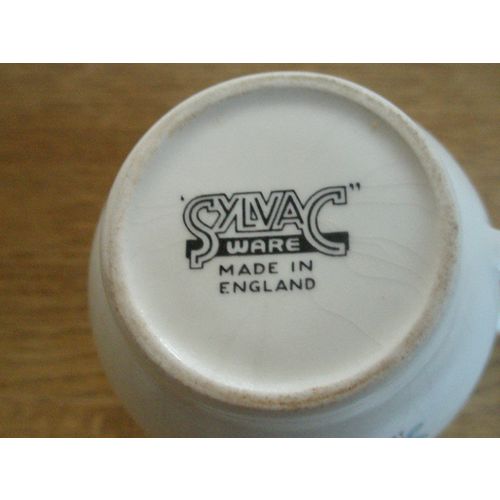 'SYLVAC"
WARE
MADE IN
ENGLAND